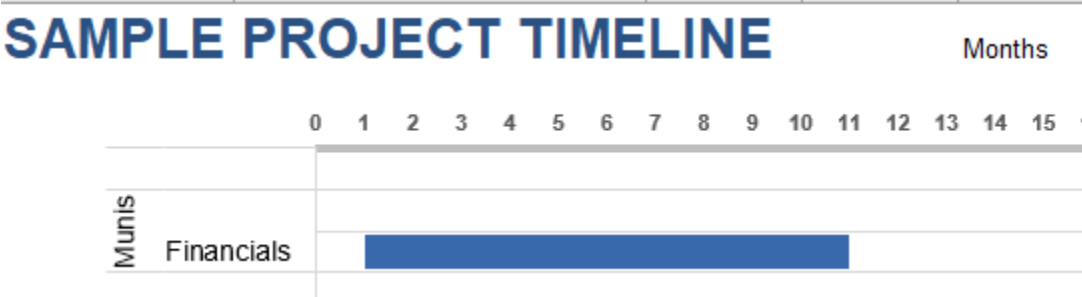 SAMPLE PROJECT TIMELINE
Months
0 1 2 3 4 5 6 7 8 9 10 11 12 13 14 15
Munis
Financials